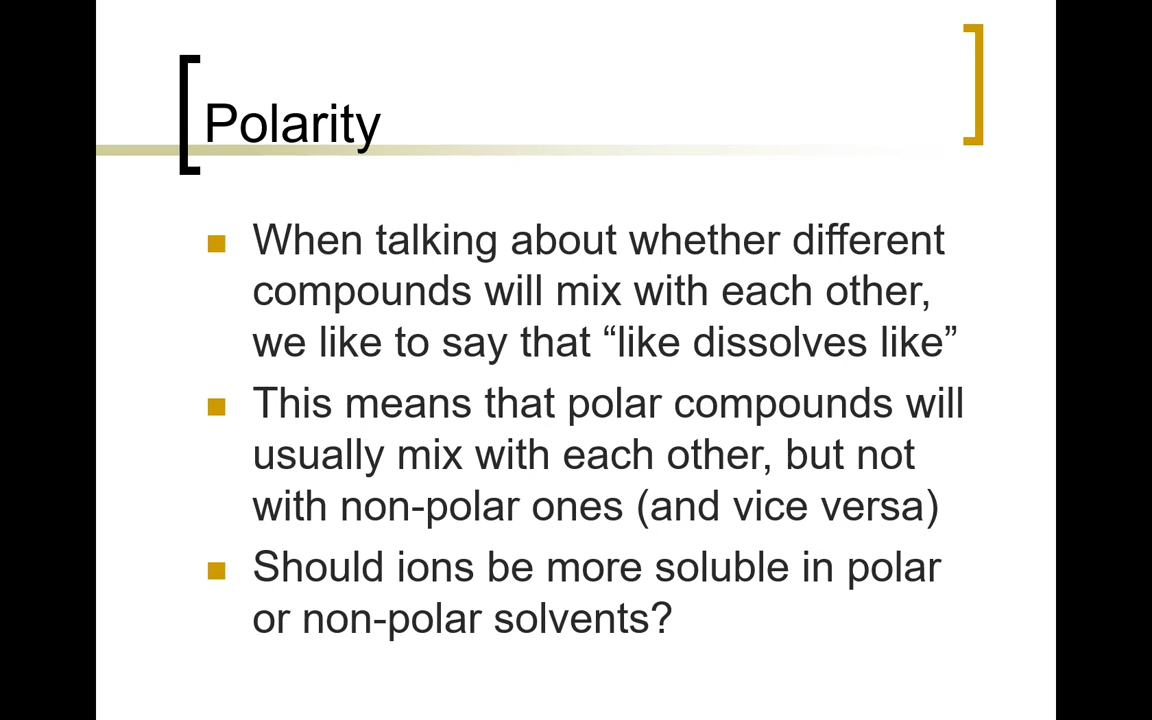 Polarity
When talking about whether different
compounds will mix with each other,
we like to say that “like dissolves like”
This means that polar compounds will
usually mix with each other, but not
with non-polar ones (and vice versa)
Should ions be more soluble in polar
or non-polar solvents?